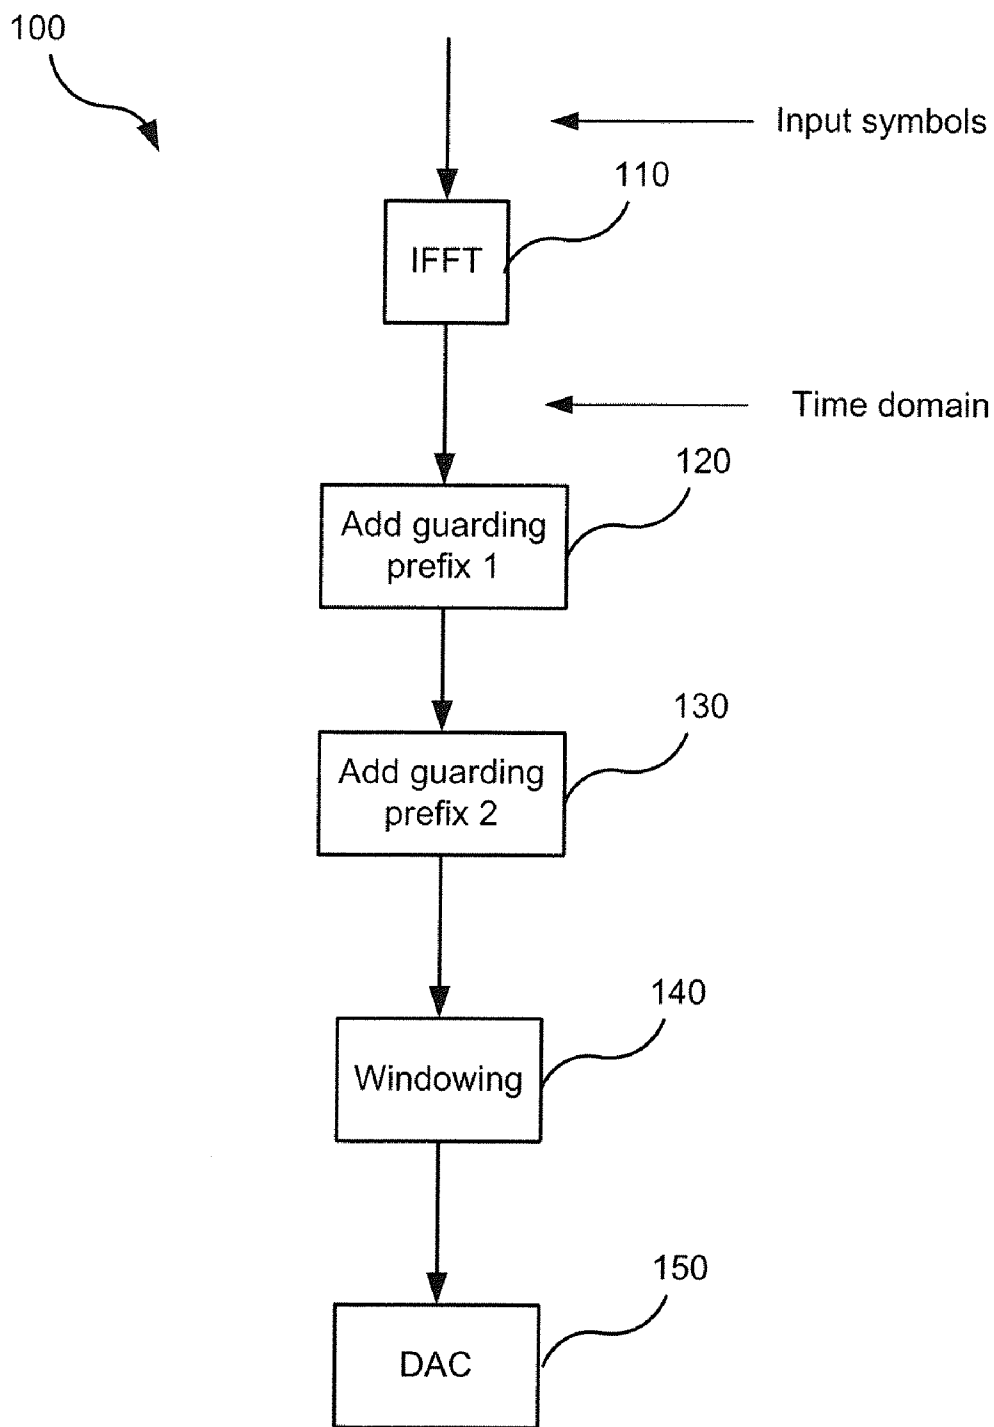 100
Input symbols
110
IFFT
Time domain
120
Add guarding
prefix 1
130
Add guarding
prefix 2
140
Windowing
150
DAC